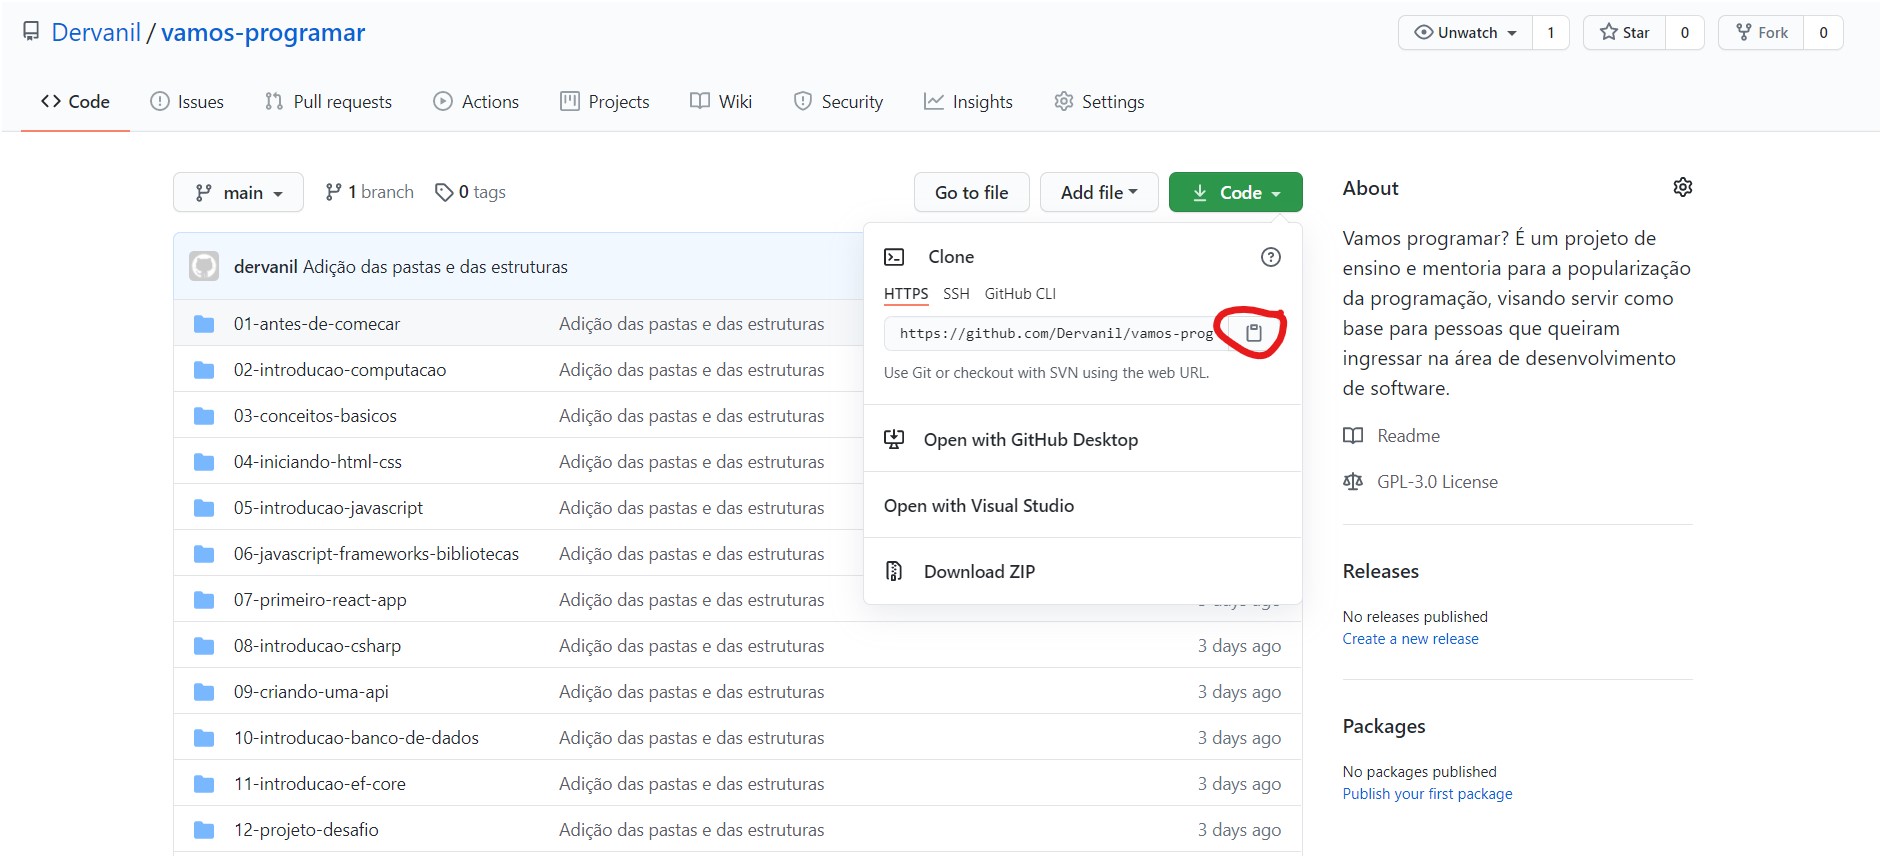 Dervanil / vamos-programar
Unwatch 1 Star 0 Fork 0
Code Issues Pull requests Actions Projects Wiki Security Insights Settings
main 1 branch 0 tags Go to file Add file Code
dervanil Adição das pastas e das estruturas
01-antes-de-comecar Adição das pastas e das estruturas
02-introducao-computacao Adição das pastas e das estruturas
03-conceitos-basicos Adição das pastas e das estruturas
04-iniciando-html-css Adição das pastas e das estruturas
05-introducao-javascript Adição das pastas e das estruturas
06-javascript-frameworks-bibliotecas Adição das pastas e das estruturas
07-primeiro-react-app Adição das pastas e das estruturas
08-introducao-csharp Adição das pastas e das estruturas 3 days ago
09-criando-uma-api Adição das pastas e das estruturas 3 days ago
10-introducao-banco-de-dados Adição das pastas e das estruturas 3 days ago
11-introducao-ef-core Adição das pastas e das estruturas 3 days ago
12-projeto-desafio Adição das pastas e das estruturas 3 days ago
Clone
HTTPS SSH GitHub CLI
https://github.com/Dervanil/vamos-prog
Use Git or checkout with SVN using the web URL.
Open with GitHub Desktop
Open with Visual Studio
Download ZIP
About
Vamos programar? É um projeto de
ensino e mentoria para a popularização
da programação, visando servir como
base para pessoas que queiram
ingressar na área de desenvolvimento
de software.
Readme
GPL-3.0 License
Releases
No releases published
Create a new release
Packages
No packages published
Publish your first package